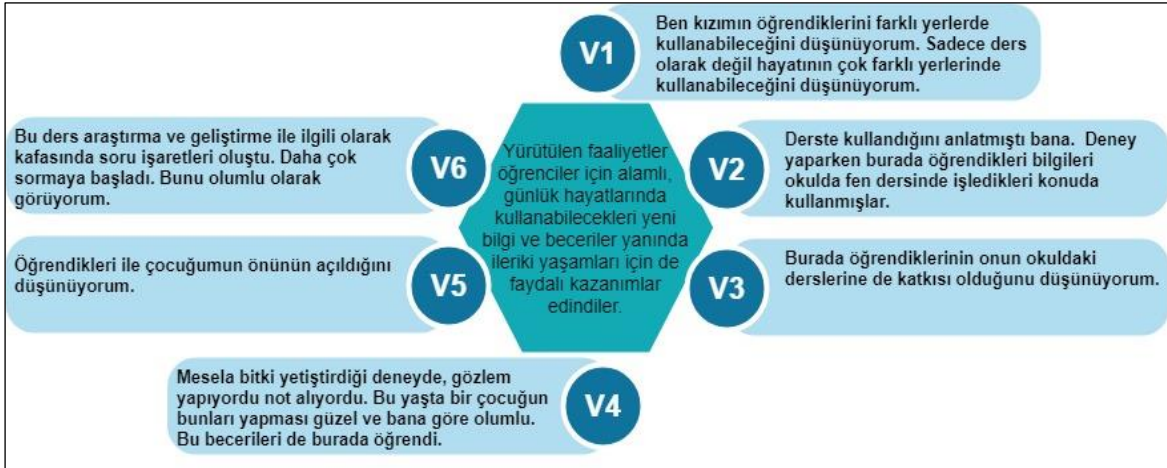 V1
Ben kızımın öğrendiklerini farklı yerlerde
kullanabileceğini düşünüyorum. Sadece ders
olarak değil hayatının çok farklı yerlerinde
kullanabileceğini düşünüyorum.
V2
Derste kullandığını anlatmıştı bana. Deney
yaparken burada öğrendikleri bilgileri
okulda fen dersinde işledikleri konuda
kullanmışlar.
V3
Burada öğrendiklerinin onun okuldaki
derslerine de katkısı olduğunu düşünüyorum.
V4
Mesela bitki yetiştirdiği deneyde, gözlem
yapıyordu not alıyordu. Bu yaşta bir çocuğun
bunları yapması güzel ve bana göre olumlu.
Bu becerileri de burada öğrendi.
V5
Öğrendikleri ile çocuğumun önünün açıldığını
düşünüyorum.
V6
Bu ders araştırma ve geliştirme ile ilgili olarak
kafasında soru işaretleri oluştu. Daha çok
sormaya başladı. Bunu olumlu olarak
görüyorum.
Yürütülen faaliyetler
öğrenciler için alamlı,
günlük hayatlarında
kullanabilecekleri yeni
bilgi ve beceriler yanında
ileriki yaşamları için de
faydalı kazanımlar
edindiler.